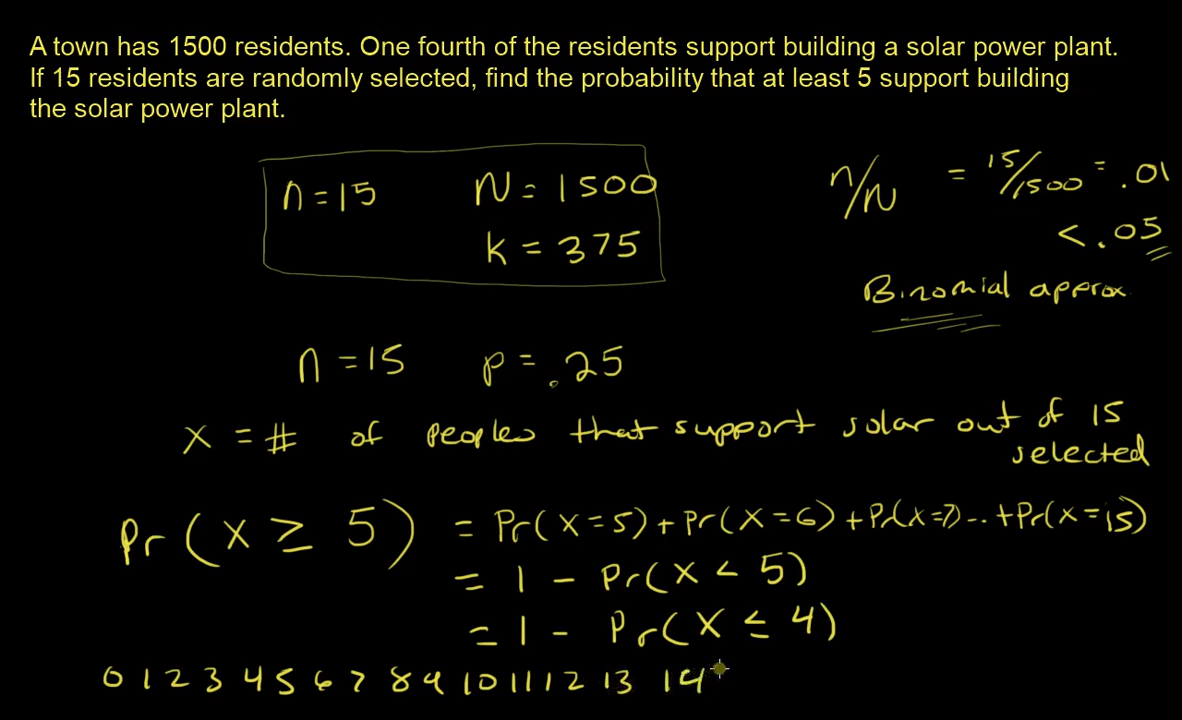 A town has 1500 residents. One fourth of the residents support building a solar power plant.
If 15 residents are randomly selected, find the probability that at least 5 support building
the solar power plant.
n = 15 N = 1500
k = 375
n/N = 15/1500 = .01
< .05
Binomial approx.
n = 15 p = .25
x = # of peoples that support solar out of 15
selected
Pr(x ≥ 5) = Pr(x=5) + Pr(x=6) + Pr(x=7) -.. + Pr(x=15)
= 1 - Pr(x < 5)
= 1 - Pr(x ≤ 4)
0 1 2 3 4 5 6 7 8 9 10 11 12 13 14